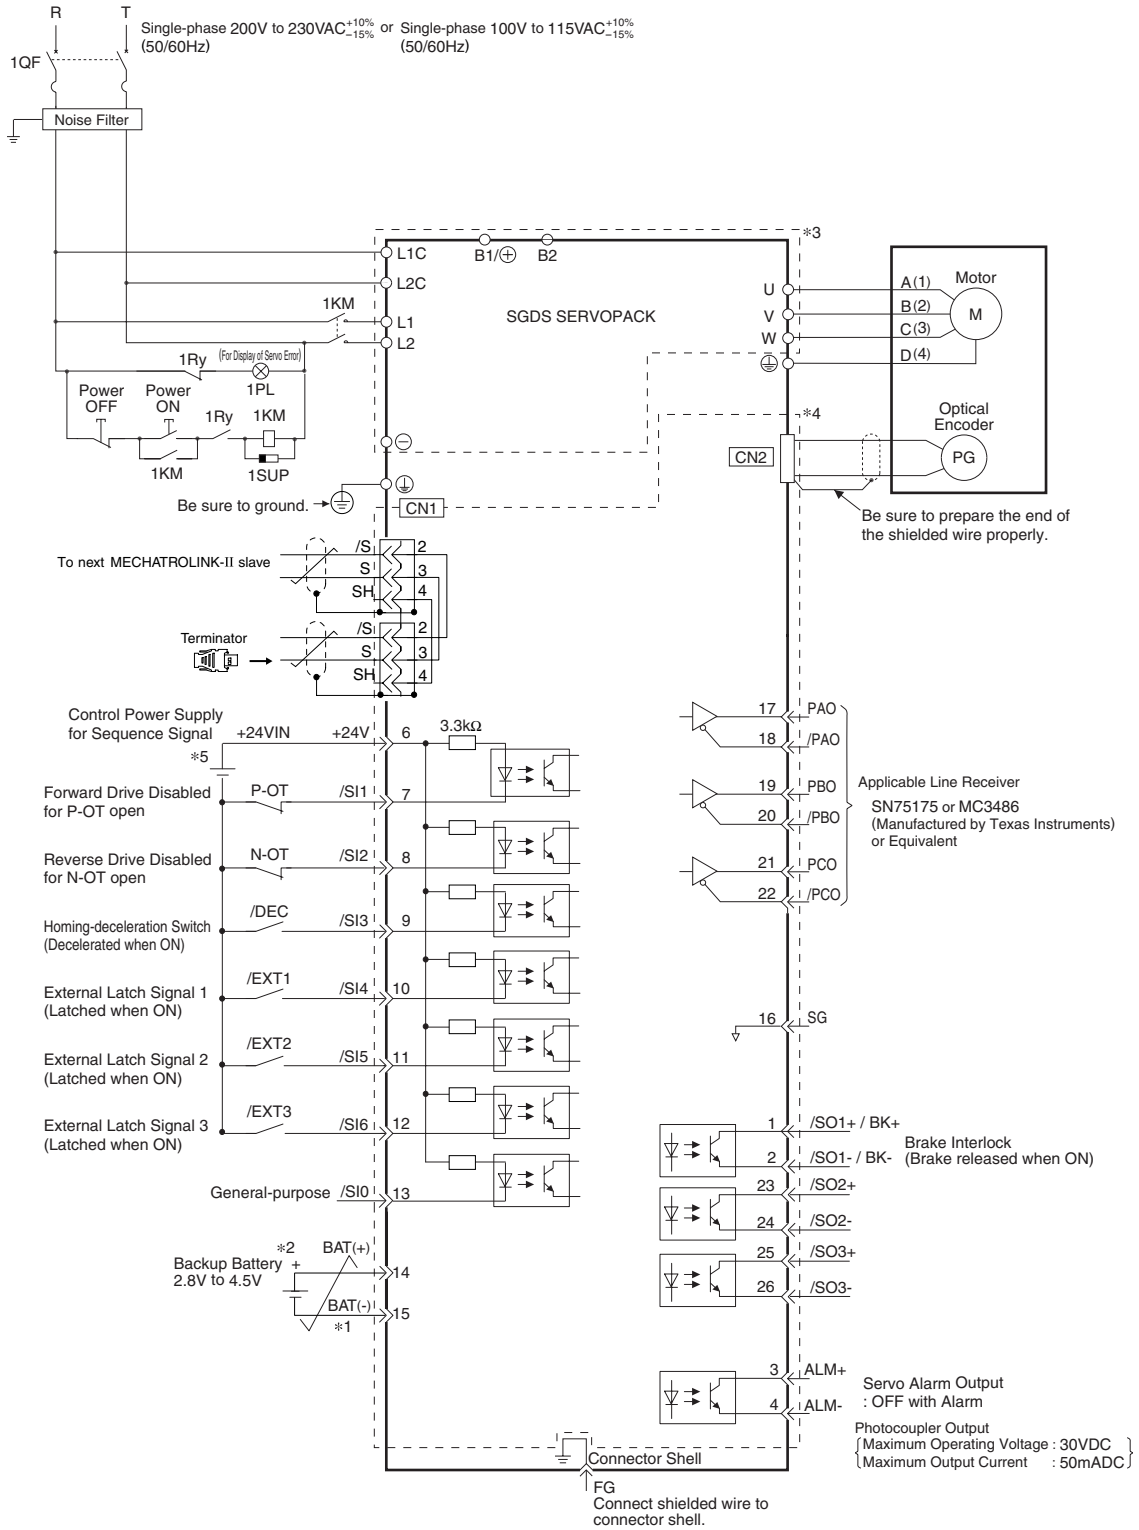 R
T
Single-phase 200V to 230VAC +10% −15% or Single-phase 100V to 115VAC +10% −15%
(50/60Hz)
(50/60Hz)
1QF
Noise Filter
*3
L1C
B1/⊕
B2
L2C
1KM
L1
L2
SGDS SERVOPACK
U
V
W
A(1)
B(2)
C(3)
D(4)
Motor
M
1Ry
(For Display of Servo Error)
1PL
Power
OFF
Power
ON
1Ry
1KM
1KM
1SUP
*4
CN2
Optical
Encoder
PG
Be sure to ground.
CN1
Be sure to prepare the end of
the shielded wire properly.
To next MECHATROLINK-II slave
/S
2
S
3
SH
4
Terminator
/S
2
S
3
SH
4
Control Power Supply
for Sequence Signal
+24VIN
+24V
6
3.3kΩ
*5
Forward Drive Disabled
for P-OT open
P-OT
/SI1
7
Reverse Drive Disabled
for N-OT open
N-OT
/SI2
8
Homing-deceleration Switch
(Decelerated when ON)
/DEC
/SI3
9
External Latch Signal 1
(Latched when ON)
/EXT1
/SI4
10
External Latch Signal 2
(Latched when ON)
/EXT2
/SI5
11
External Latch Signal 3
(Latched when ON)
/EXT3
/SI6
12
General-purpose
/SI0
13
Backup Battery
2.8V to 4.5V
*2
+
BAT(+)
14
BAT(-)
15
*1
17
PAO
18
/PAO
19
PBO
20
/PBO
21
PCO
22
/PCO
Applicable Line Receiver
SN75175 or MC3486
(Manufactured by Texas Instruments)
or Equivalent
16
SG
1
/SO1+ / BK+
2
/SO1- / BK-
Brake Interlock
(Brake released when ON)
23
/SO2+
24
/SO2-
25
/SO3+
26
/SO3-
3
ALM+
4
ALM-
Servo Alarm Output
: OFF with Alarm
Photocoupler Output
Maximum Operating Voltage : 30VDC
Maximum Output Current : 50mADC
Connector Shell
FG
Connect shielded wire to
connector shell.